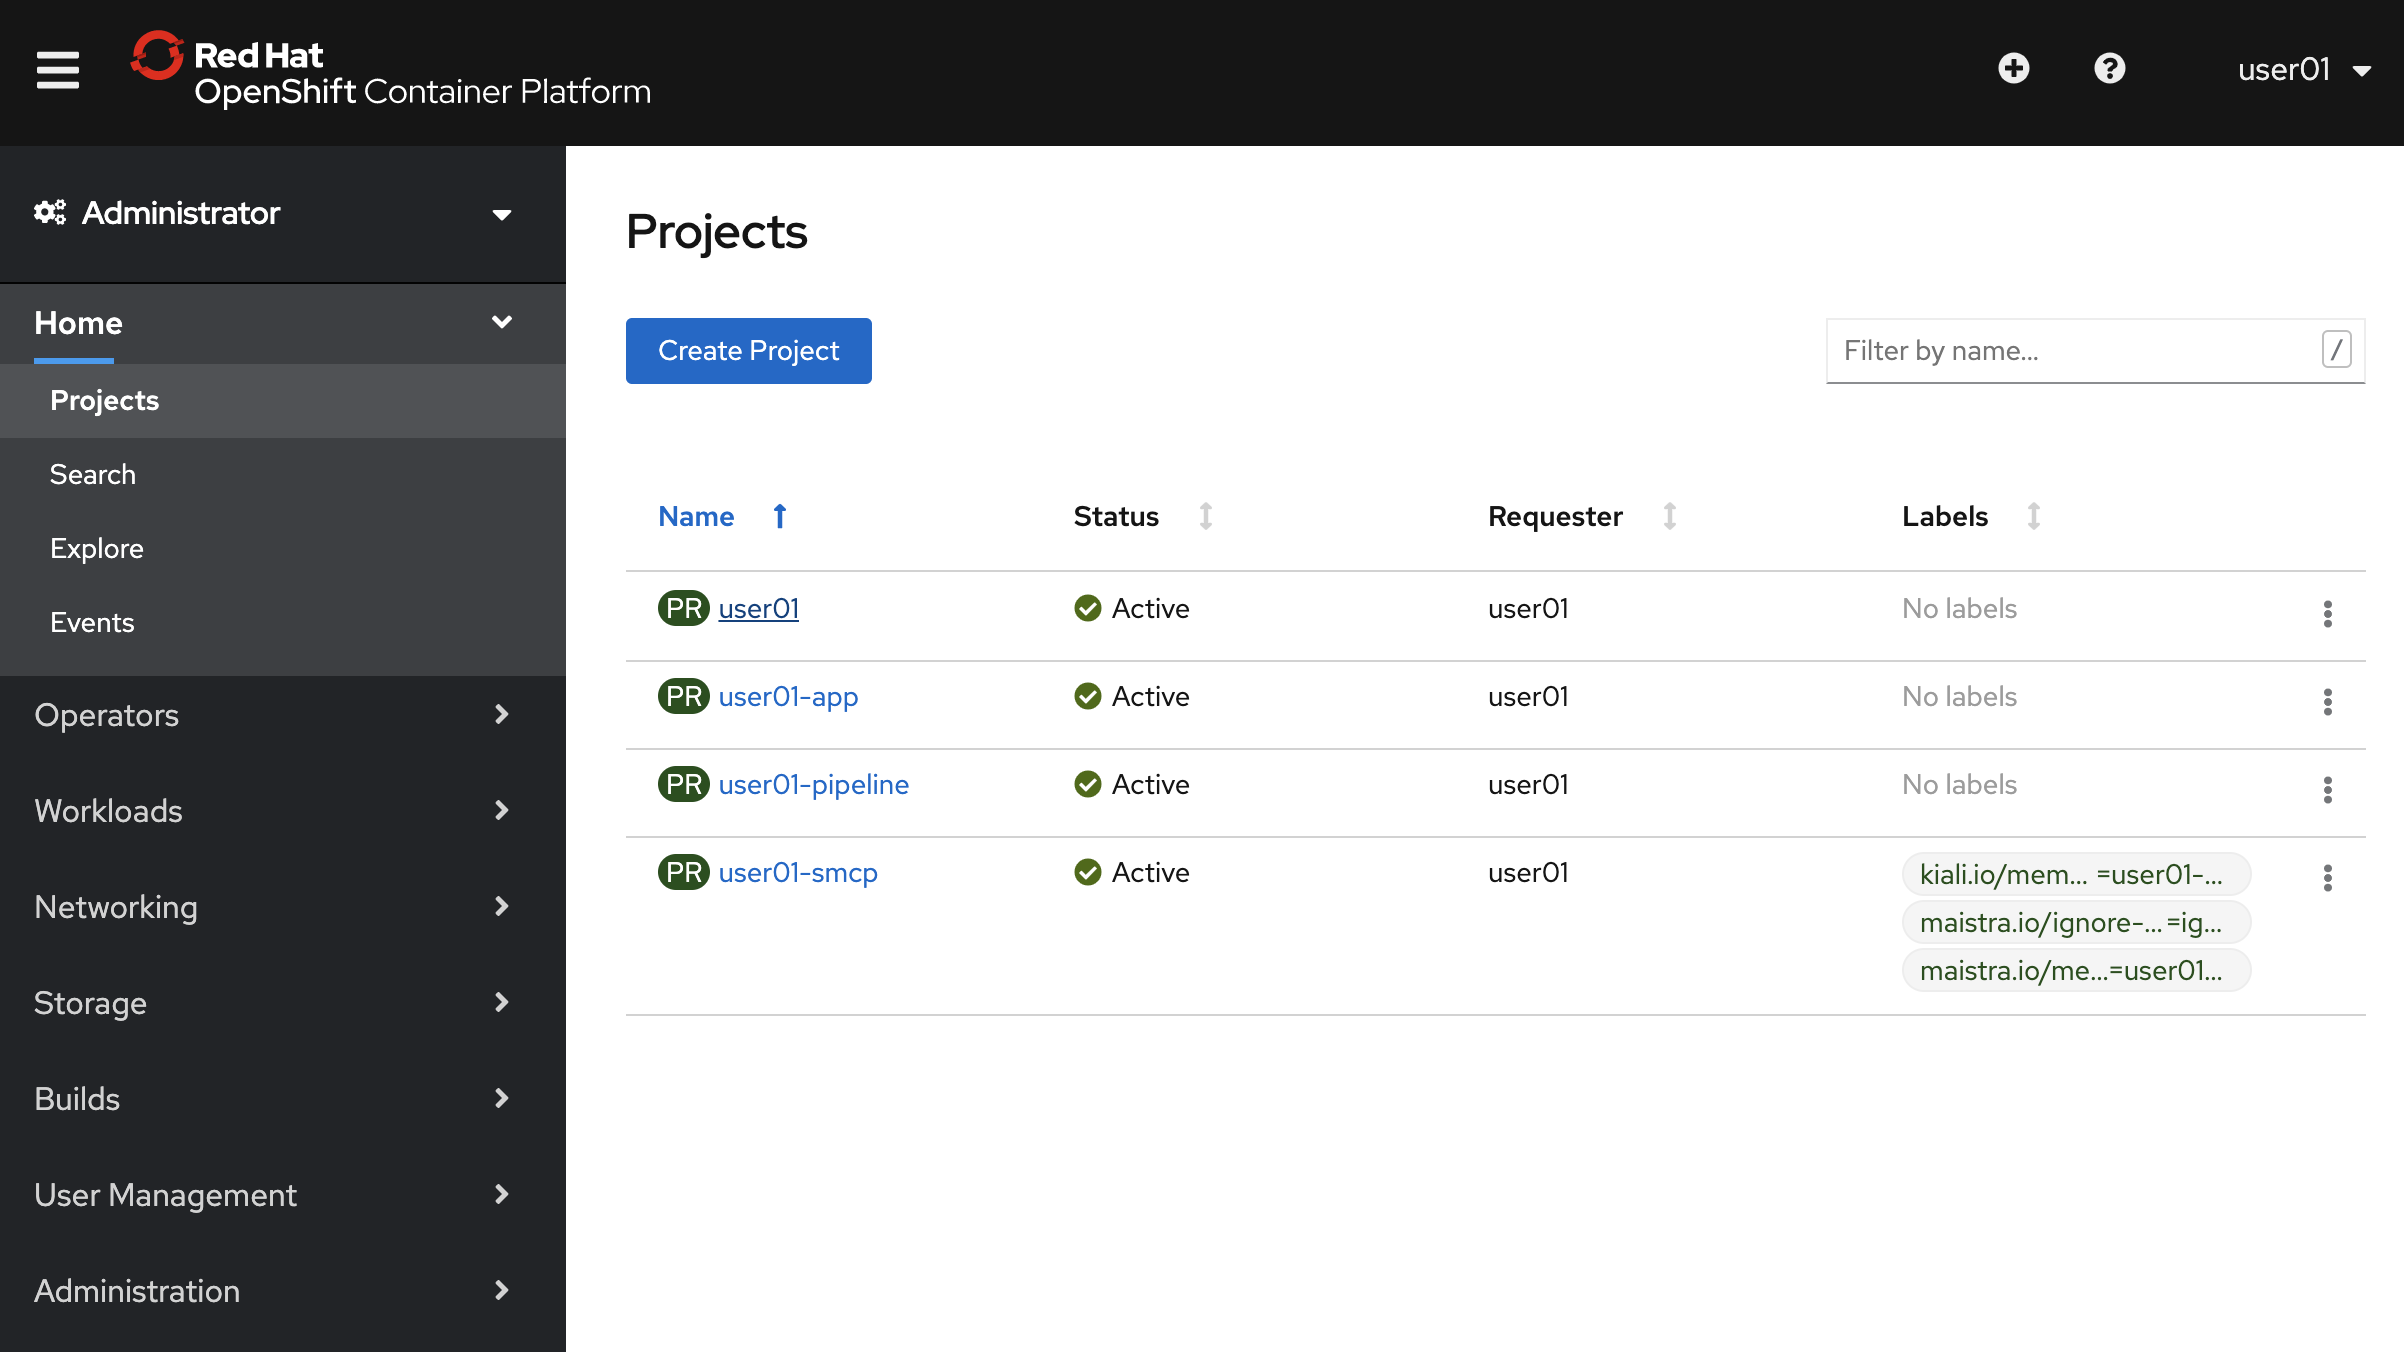 Red Hat
OpenShift Container Platform
user01
Administrator
Home
Projects
Search
Explore
Events
Operators
Workloads
Networking
Storage
Builds
User Management
Administration
Projects
Create Project
Filter by name...
/
Name Status Requester Labels
PR user01 Active user01 No labels
PR user01-app Active user01 No labels
PR user01-pipeline Active user01 No labels
PR user01-smcp Active user01 kiali.io/mem... =user01-...
maistra.io/ignore-... =ig...
maistra.io/me...=user01...